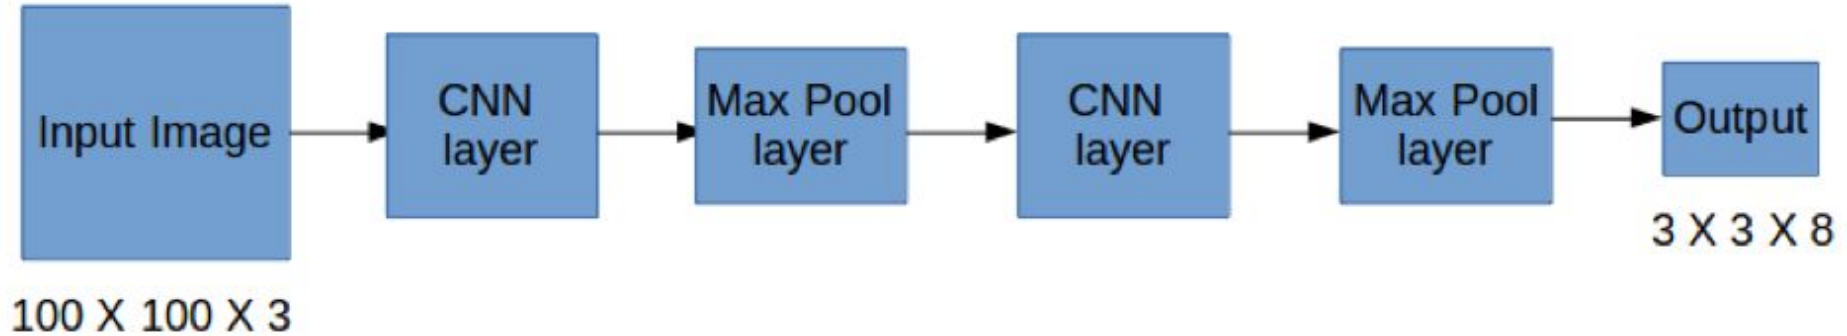 Input Image
CNN
layer
Max Pool
layer
CNN
layer
Max Pool
layer
Output
3 X 3 X 8
100 X 100 X 3